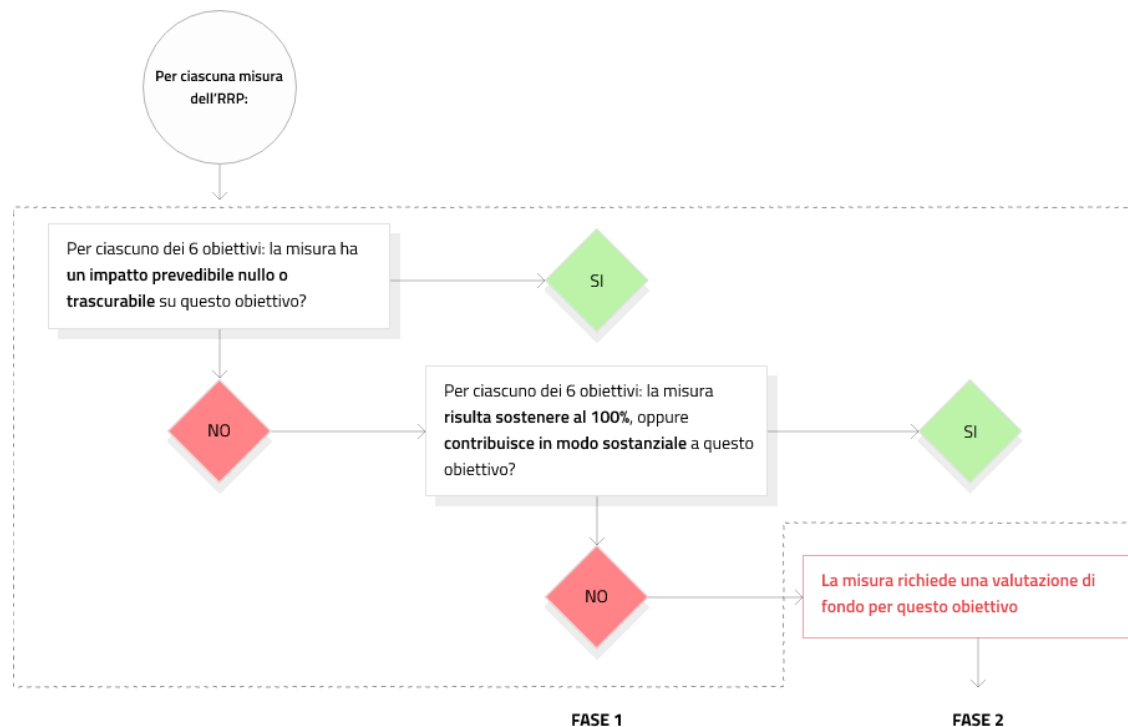 Per ciascuna misura
dell'RRP:
Per ciascuno dei 6 obiettivi: la misura ha
un impatto prevedibile nullo o
trascurabile su questo obiettivo?
SI
NO
Per ciascuno dei 6 obiettivi: la misura
risulta sostenere al 100%, oppure
contribuisce in modo sostanziale a questo
obiettivo?
SI
NO
La misura richiede una valutazione di
fondo per questo obiettivo
FASE 1
FASE 2